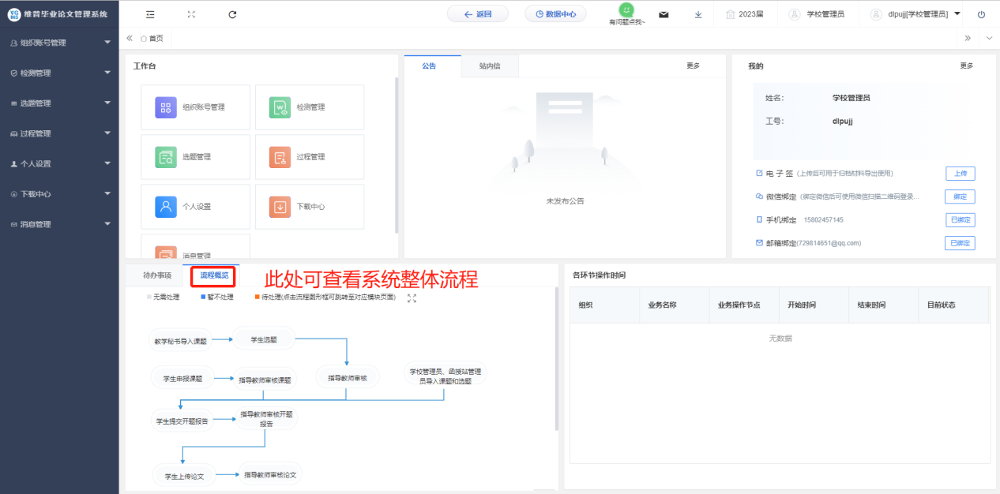 维普毕业论文管理系统
返回
数据中心
有问题点我~
2023届
学校管理员
dlpujj[学校管理员]
首页
组织账号管理
检测管理
选题管理
过程管理
个人设置
下载中心
消息管理
工作台
组织账号管理
检测管理
选题管理
过程管理
个人设置
下载中心
消息管理
公告
站内信
更多
未发布公告
我的
更多
姓名:
学校管理员
工号:
dlpujj
电 子 签 (上传后可用于归档材料导出使用)
上传
微信绑定 (绑定微信后可使用微信扫描二维码登录...
绑定
手机绑定 15802457145
已绑定
邮箱绑定(729814651@qq.com)
已绑定
待办事项
流程概览
此处可查看系统整体流程
无需处理
暂不处理
待处理(点击流程图形框可跳转至对应模块页面)
教学秘书导入课题
学生选题
学生申报课题
指导教师审核课题
指导教师审核
学校管理员、函授站管理
员导入课题和选题
学生提交开题报告
指导教师审核开题
报告
学生上传论文
指导教师审核论文
各环节操作时间
组织
业务名称
业务操作节点
开始时间
结束时间
目前状态
无数据